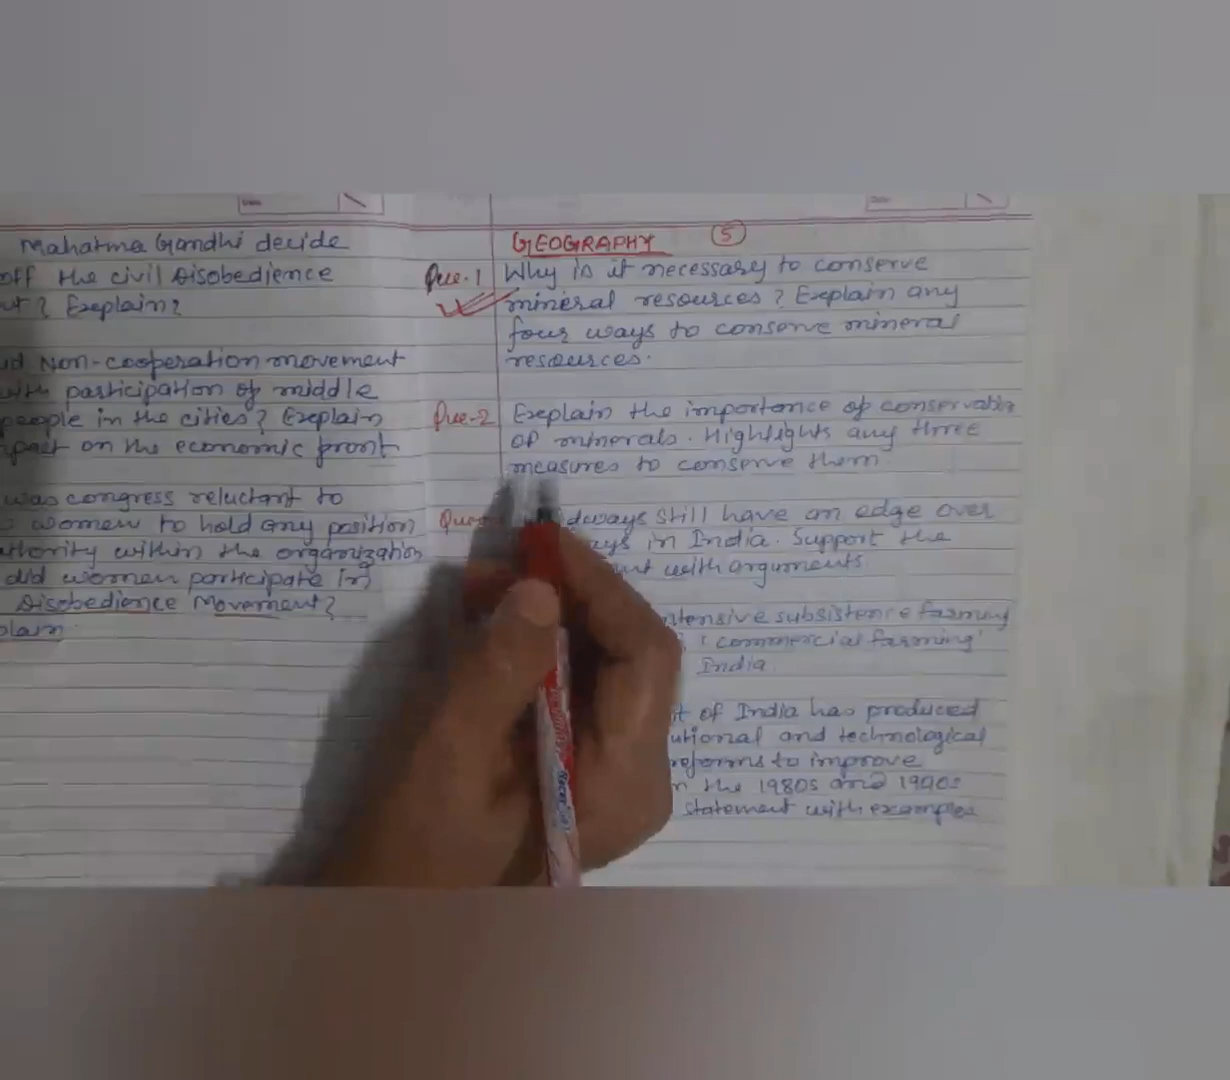 Mahatma Gandhi decide
off the civil Disobedience
? Explain?
Non-cooperation movement
with participation of middle
people in the cities? Explain
on the economic front
was congress reluctant to
women to hold any position
within the organization
did women participate in
Disobedience Movement?
GEOGRAPHY 5
Que.1 Why is it necessary to conserve
mineral resources? Explain any
four ways to conserve mineral
resources.
Que-2 Explain the importance of
of minerals. Highlights any three
measures to conserve them.
still have an edge over
in India. Support the
with arguments.
subsistence farming
'commercial farming'
India
of India has produced
and technological
reforms to improve
the 1980s and 1990s
statement with examples